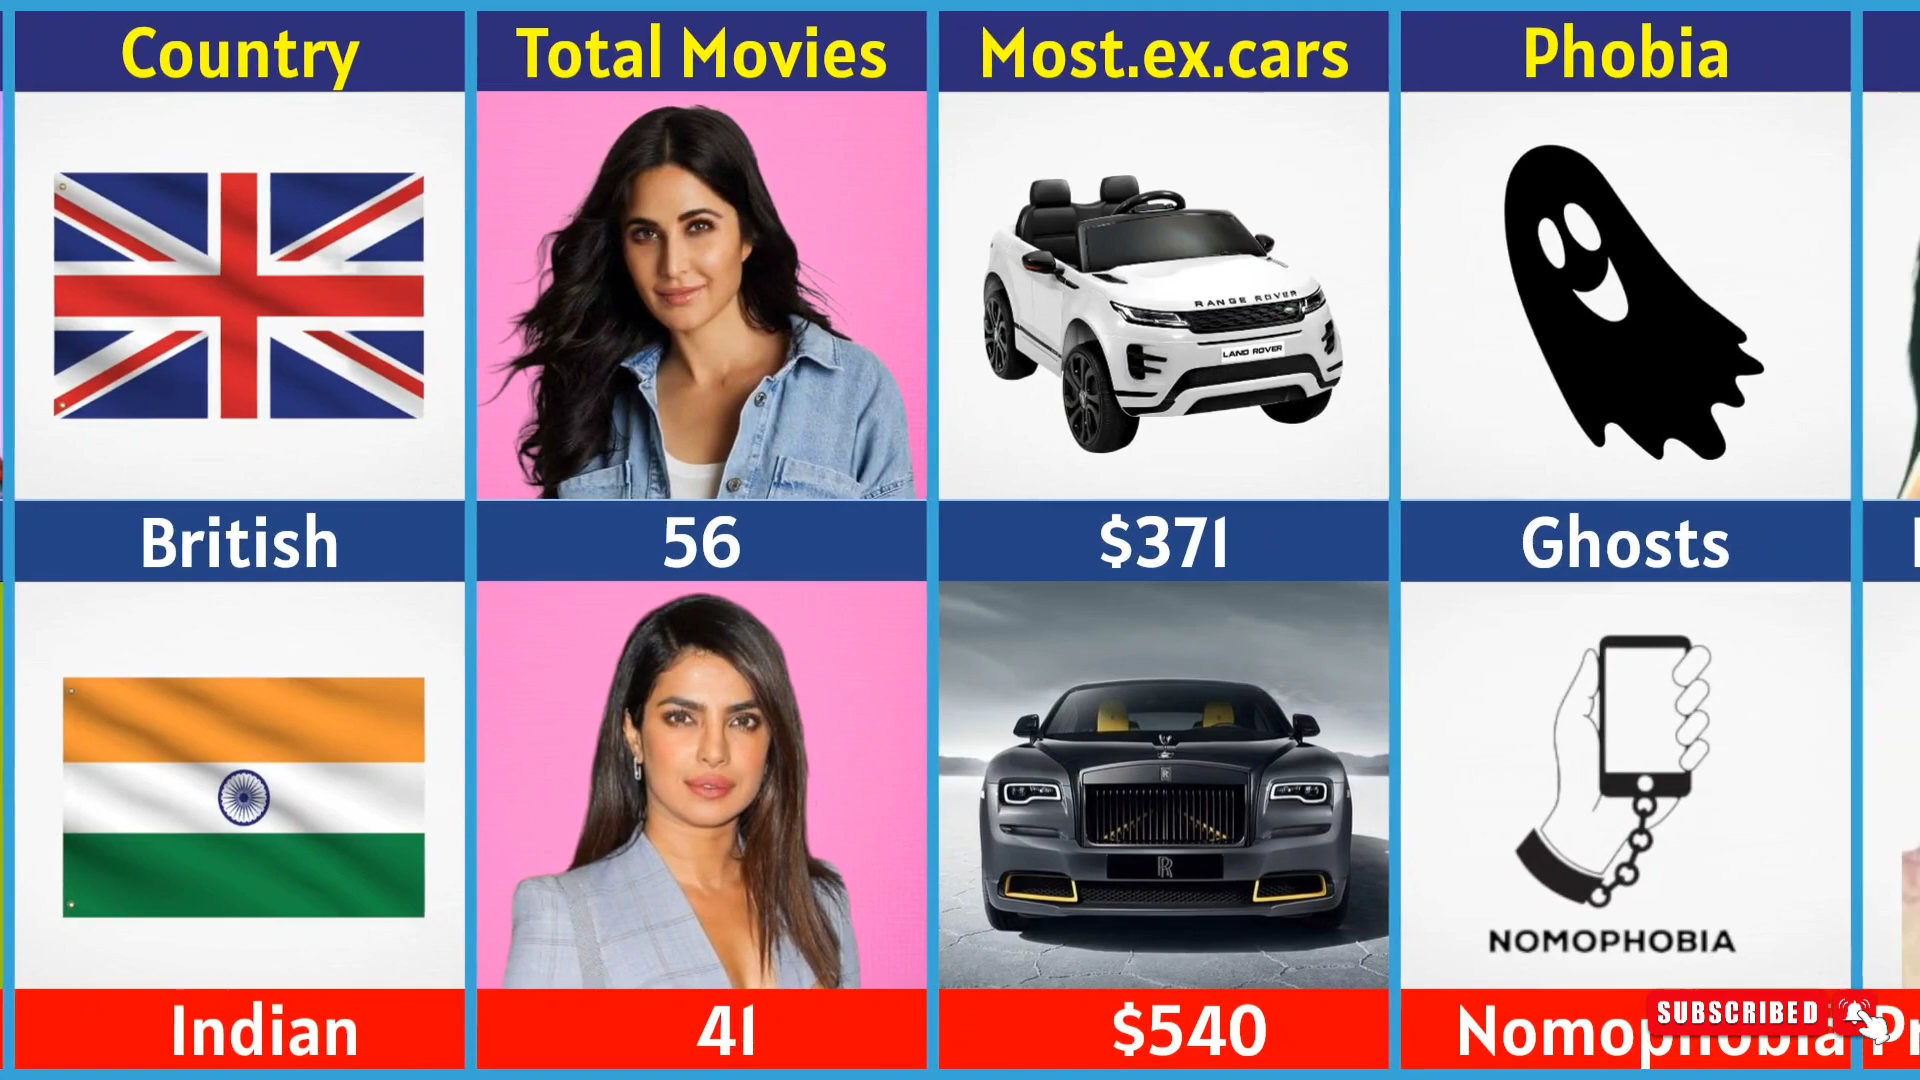 Country
Total Movies
Most.ex.cars
Phobia
RANGE ROVER
LAND ROVER
British
56
$371
Ghosts
NOMOPHOBIA
Indian
41
$540
Nomophobia
SUBSCRIBED